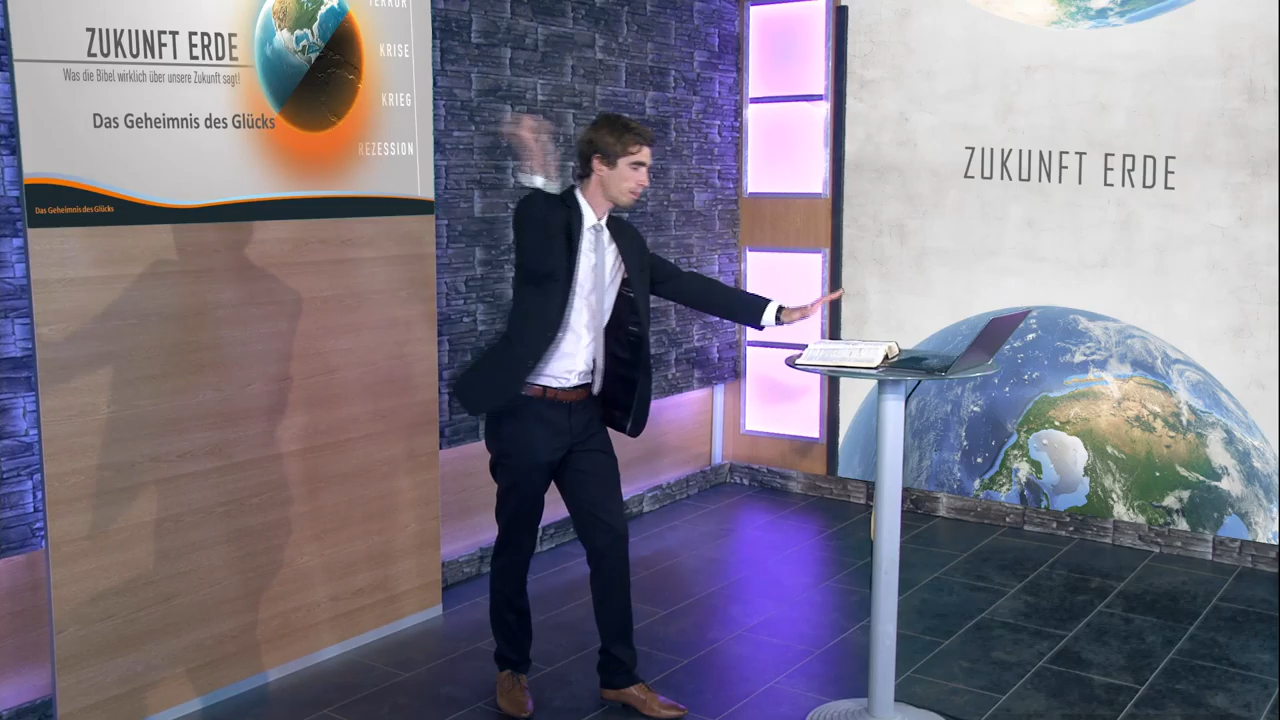 TERROR
ZUKUNFT ERDE
KRISE
Was die Bibel wirklich über unsere Zukunft sagt!
KRIEG
Das Geheimnis des Glücks
REZESSION
Das Geheimnis des Glücks
ZUKUNFT ERDE